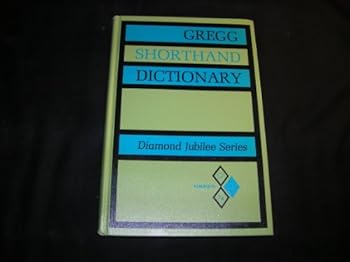 GREGG
SHORTHAND
DICTIONARY
Diamond Jubilee Series